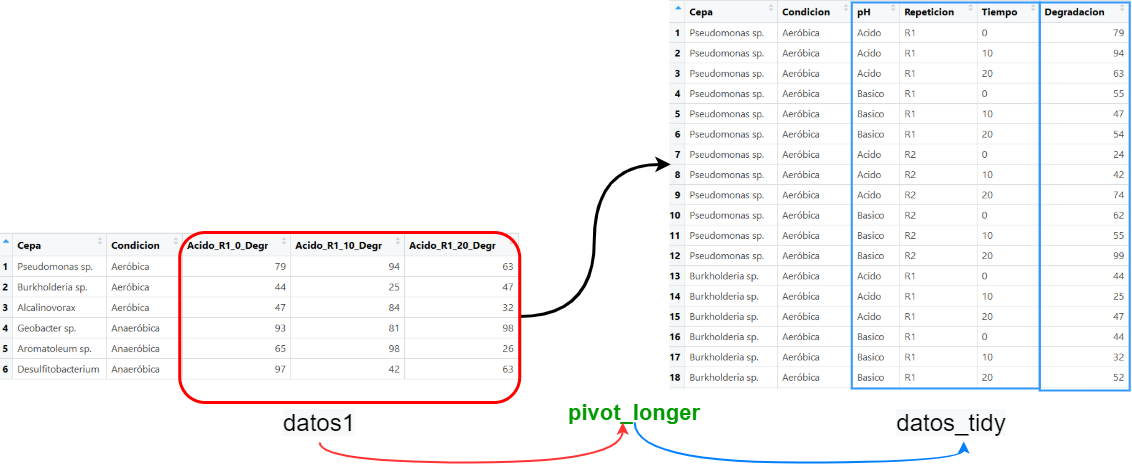 Cepa Condicion pH Repeticion Tiempo Degradacion
1 Pseudomonas sp. Aeróbica Acido R1 0 79
2 Pseudomonas sp. Aeróbica Acido R1 10 94
3 Pseudomonas sp. Aeróbica Acido R1 20 63
4 Pseudomonas sp. Aeróbica Basico R1 0 55
5 Pseudomonas sp. Aeróbica Basico R1 10 47
6 Pseudomonas sp. Aeróbica Basico R1 20 54
7 Pseudomonas sp. Aeróbica Acido R2 0 24
8 Pseudomonas sp. Aeróbica Acido R2 10 42
9 Pseudomonas sp. Aeróbica Acido R2 20 74
10 Pseudomonas sp. Aeróbica Basico R2 0 62
11 Pseudomonas sp. Aeróbica Basico R2 10 55
12 Pseudomonas sp. Aeróbica Basico R2 20 99
13 Burkholderia sp. Aeróbica Acido R1 0 44
14 Burkholderia sp. Aeróbica Acido R1 10 25
15 Burkholderia sp. Aeróbica Acido R1 20 47
16 Burkholderia sp. Aeróbica Basico R1 0 44
17 Burkholderia sp. Aeróbica Basico R1 10 32
18 Burkholderia sp. Aeróbica Basico R1 20 52
Cepa Condicion Acido_R1_0_Degr Acido_R1_10_Degr Acido_R1_20_Degr
1 Pseudomonas sp. Aeróbica 79 94 63
2 Burkholderia sp. Aeróbica 44 25 47
3 Alcalinovorax Aeróbica 47 84 32
4 Geobacter sp. Anaeróbica 93 81 98
5 Aromatoleum sp. Anaeróbica 65 98 26
6 Desulfitobacterium Anaeróbica 97 42 63
datos1 pivot_longer datos_tidy